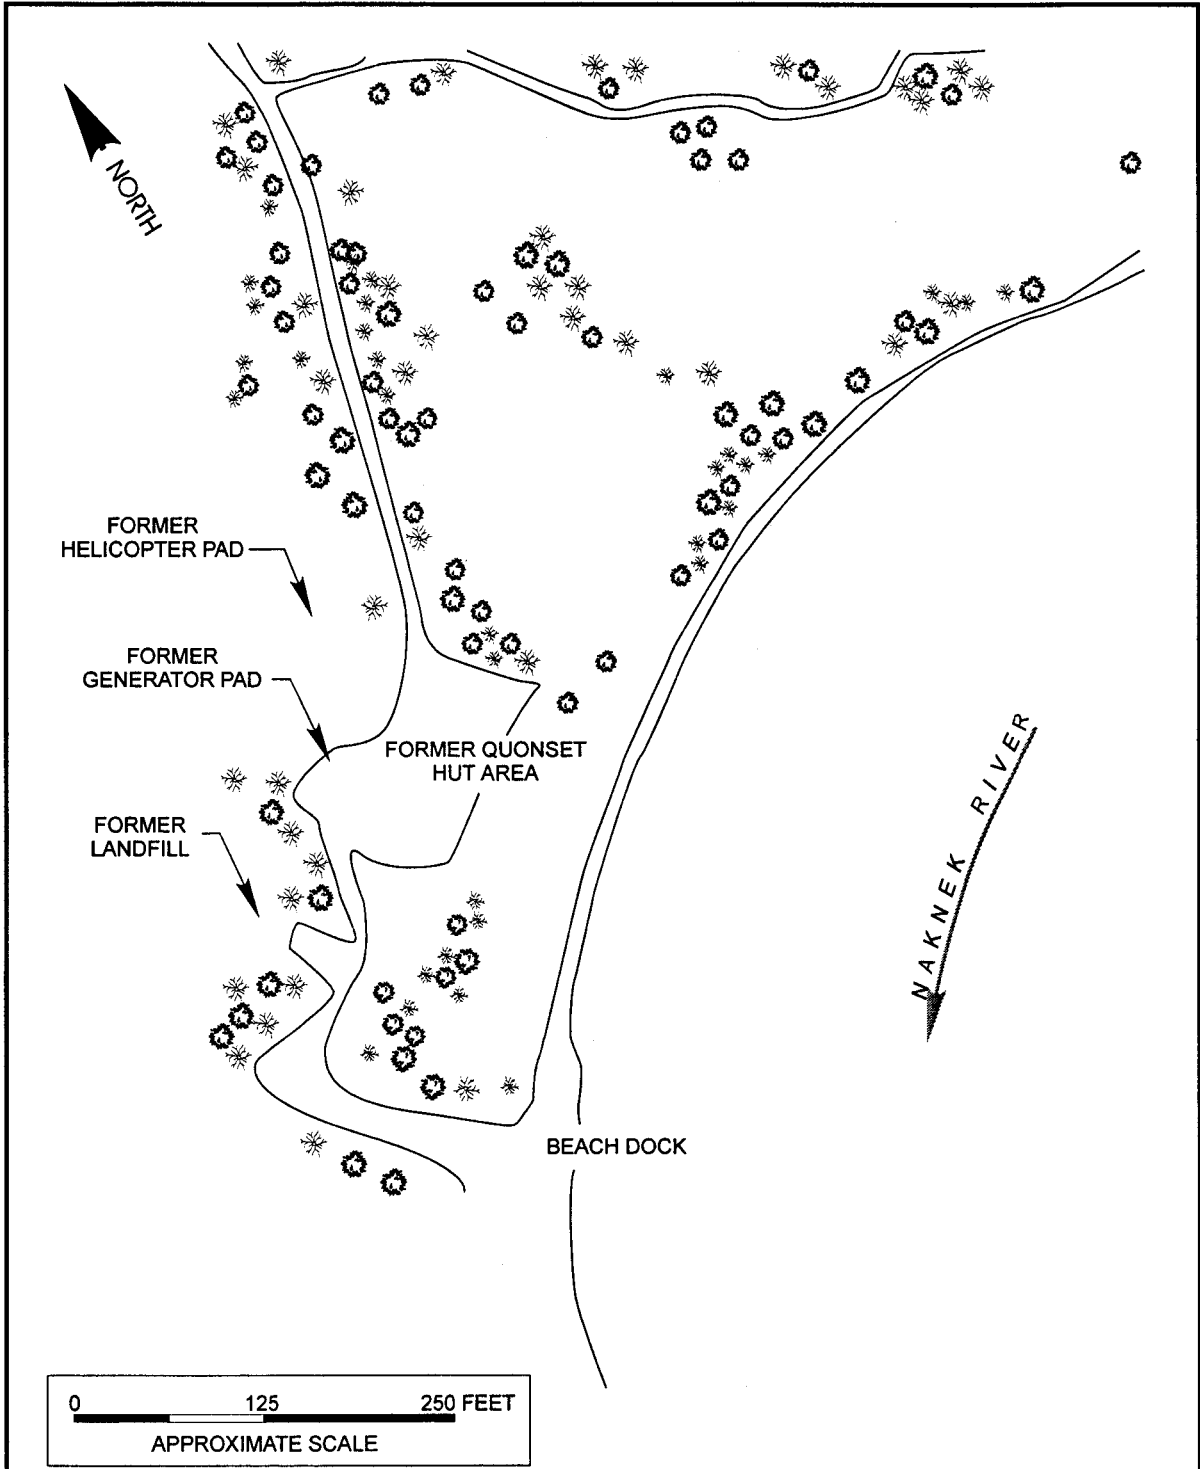 NORTH
FORMER
HELICOPTER PAD
FORMER
GENERATOR PAD
FORMER QUONSET
HUT AREA
FORMER
LANDFILL
NAKNEK RIVER
BEACH DOCK
0 125 250 FEET
APPROXIMATE SCALE